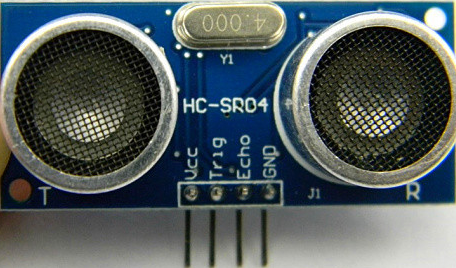 4.000
Y1
HC-SR04
Vcc
Trig
Echo
GND
T
J1
R